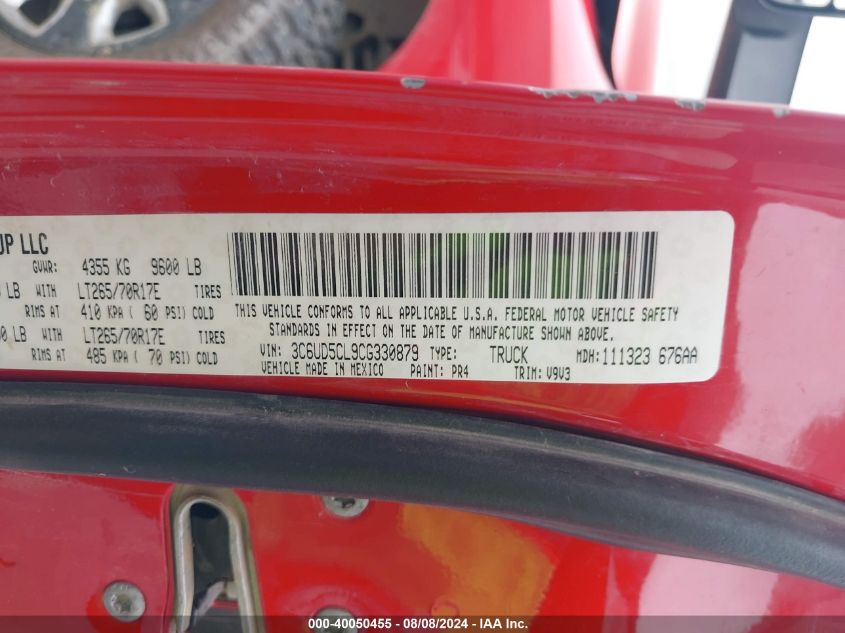 UP LLC
GVWR: 4355 KG 9600 LB
LB WITH LT265/70R17E TIRES
RIMS AT 410 KPA ( 60 PSI) COLD
LB WITH LT265/70R17E TIRES
RIMS AT 485 KPA ( 70 PSI) COLD
THIS VEHICLE CONFORMS TO ALL APPLICABLE U.S.A. FEDERAL MOTOR VEHICLE SAFETY
STANDARDS IN EFFECT ON THE DATE OF MANUFACTURE SHOWN ABOVE.
VIN: 3C6UD5CL9CG330879 TYPE: TRUCK MDH: 111323 676AA
VEHICLE MADE IN MEXICO PAINT: PR4 TRIM: V9V3
000-40050455 - 08/08/2024 - IAA Inc.